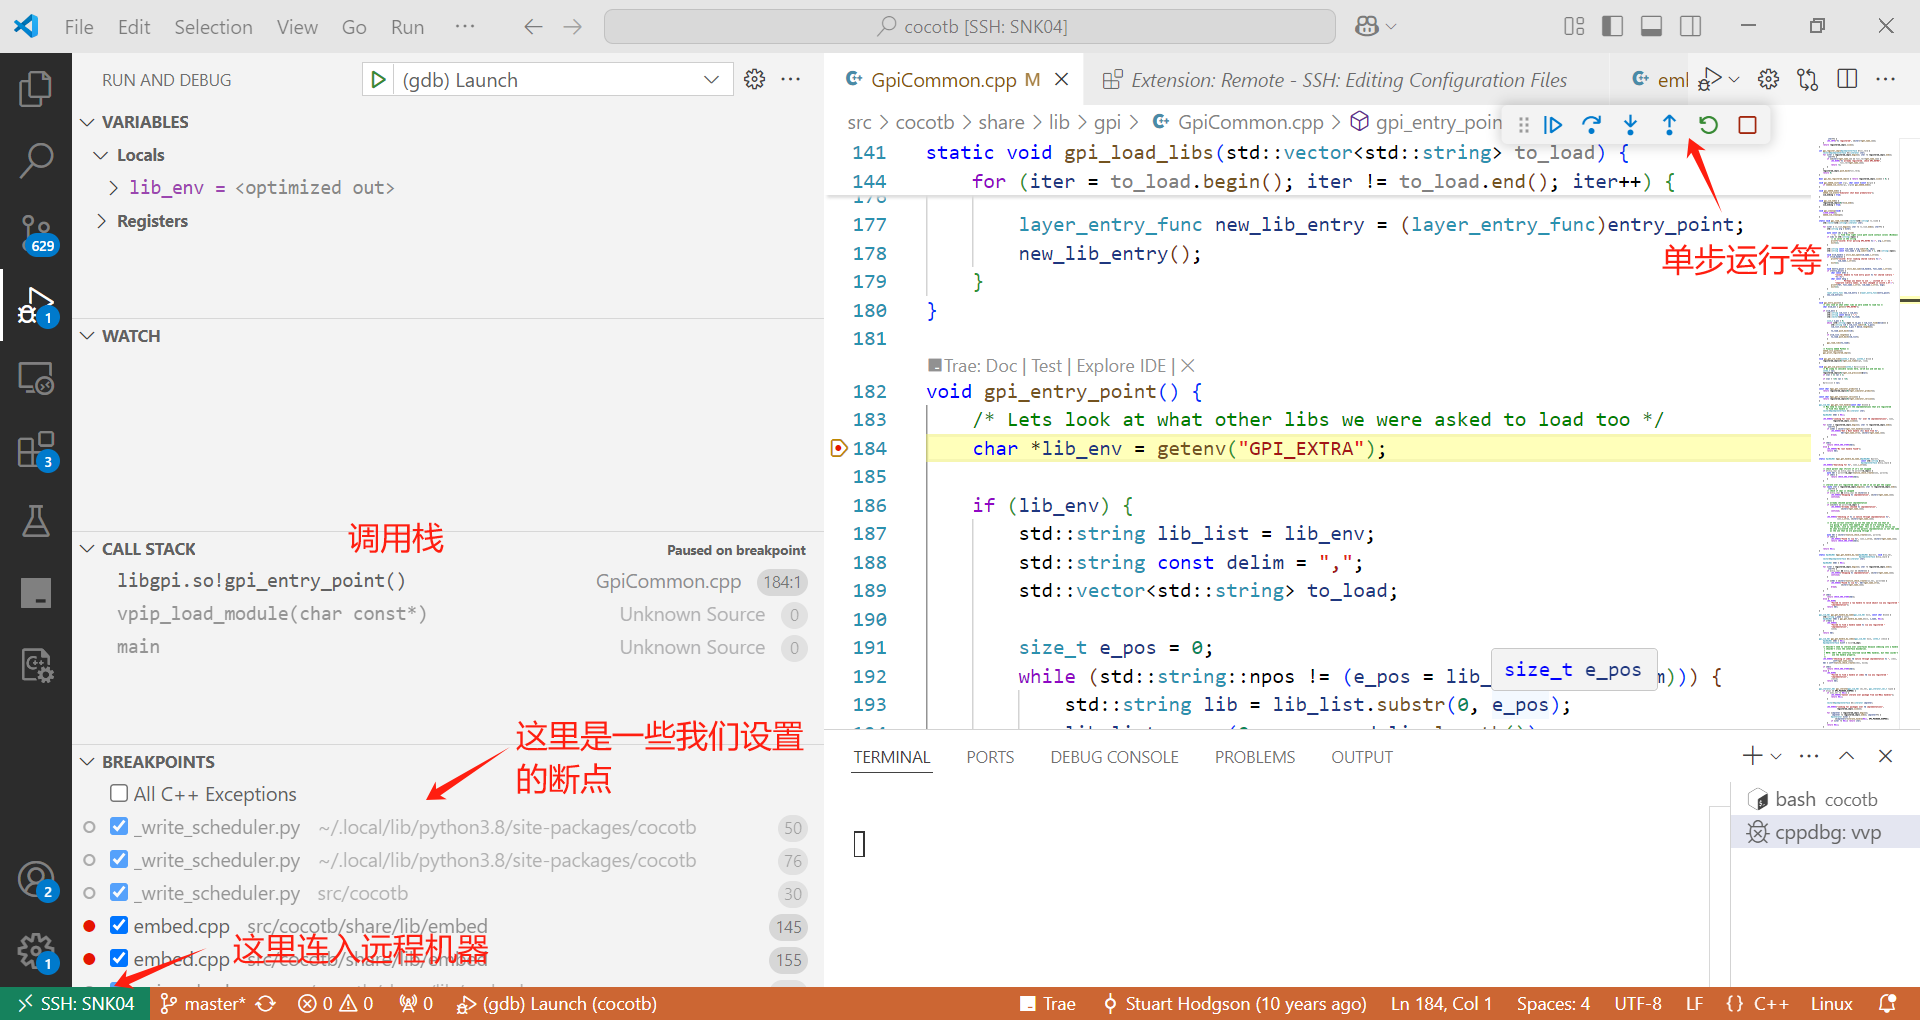 File Edit Selection View Go Run ··· cocotb [SSH: SNK04]
RUN AND DEBUG (gdb) Launch ···
VARIABLES
Locals
lib_env = <optimized out>
Registers
WATCH
调用栈
CALL STACK Paused on breakpoint
libgpi.so!gpi_entry_point() GpiCommon.cpp 184:1
vpip_load_module(char const*) Unknown Source 0
main Unknown Source 0
这里是一些我们设置
的断点
BREAKPOINTS
All C++ Exceptions
_write_scheduler.py ~/.local/lib/python3.8/site-packages/cocotb 50
_write_scheduler.py ~/.local/lib/python3.8/site-packages/cocotb 76
_write_scheduler.py src/cocotb 30
embed.cpp src/cocotb/share/lib/embed 145
embed.cpp src/cocotb/share/lib/embed 155
这里连入远程机器
629
1
3
2
1
GpiCommon.cpp M Extension: Remote - SSH: Editing Configuration Files
src > cocotb > share > lib > gpi > GpiCommon.cpp >
单步运行等
141 static void gpi_load_libs(std::vector<std::string> to_load) {
144 for (iter = to_load.begin(); iter != to_load.end(); iter++) {
177 layer_entry_func new_lib_entry = (layer_entry_func)entry_point;
178 new_lib_entry();
179 }
180 }
181
Trae: Doc | Test | Explore IDE |
182 void gpi_entry_point() {
183 /* Lets look at what other libs we were asked to load too */
184 char *lib_env = getenv("GPI_EXTRA");
185
186 if (lib_env) {
187 std::string lib_list = lib_env;
188 std::string const delim = ",";
189 std::vector<std::string> to_load;
190
191 size_t e_pos = 0;
192 while (std::string::npos != (e_pos = ))) {
size_t e_pos
193 std::string lib = lib_list.substr(0, e_pos);
TERMINAL PORTS DEBUG CONSOLE PROBLEMS OUTPUT
bash cocotb
cppdbg: vvp
SSH: SNK04 master* 0 0 0 (gdb) Launch (cocotb) Trae Stuart Hodgson (10 years ago) Ln 184, Col 1 Spaces: 4 UTF-8 LF {} C++ Linux